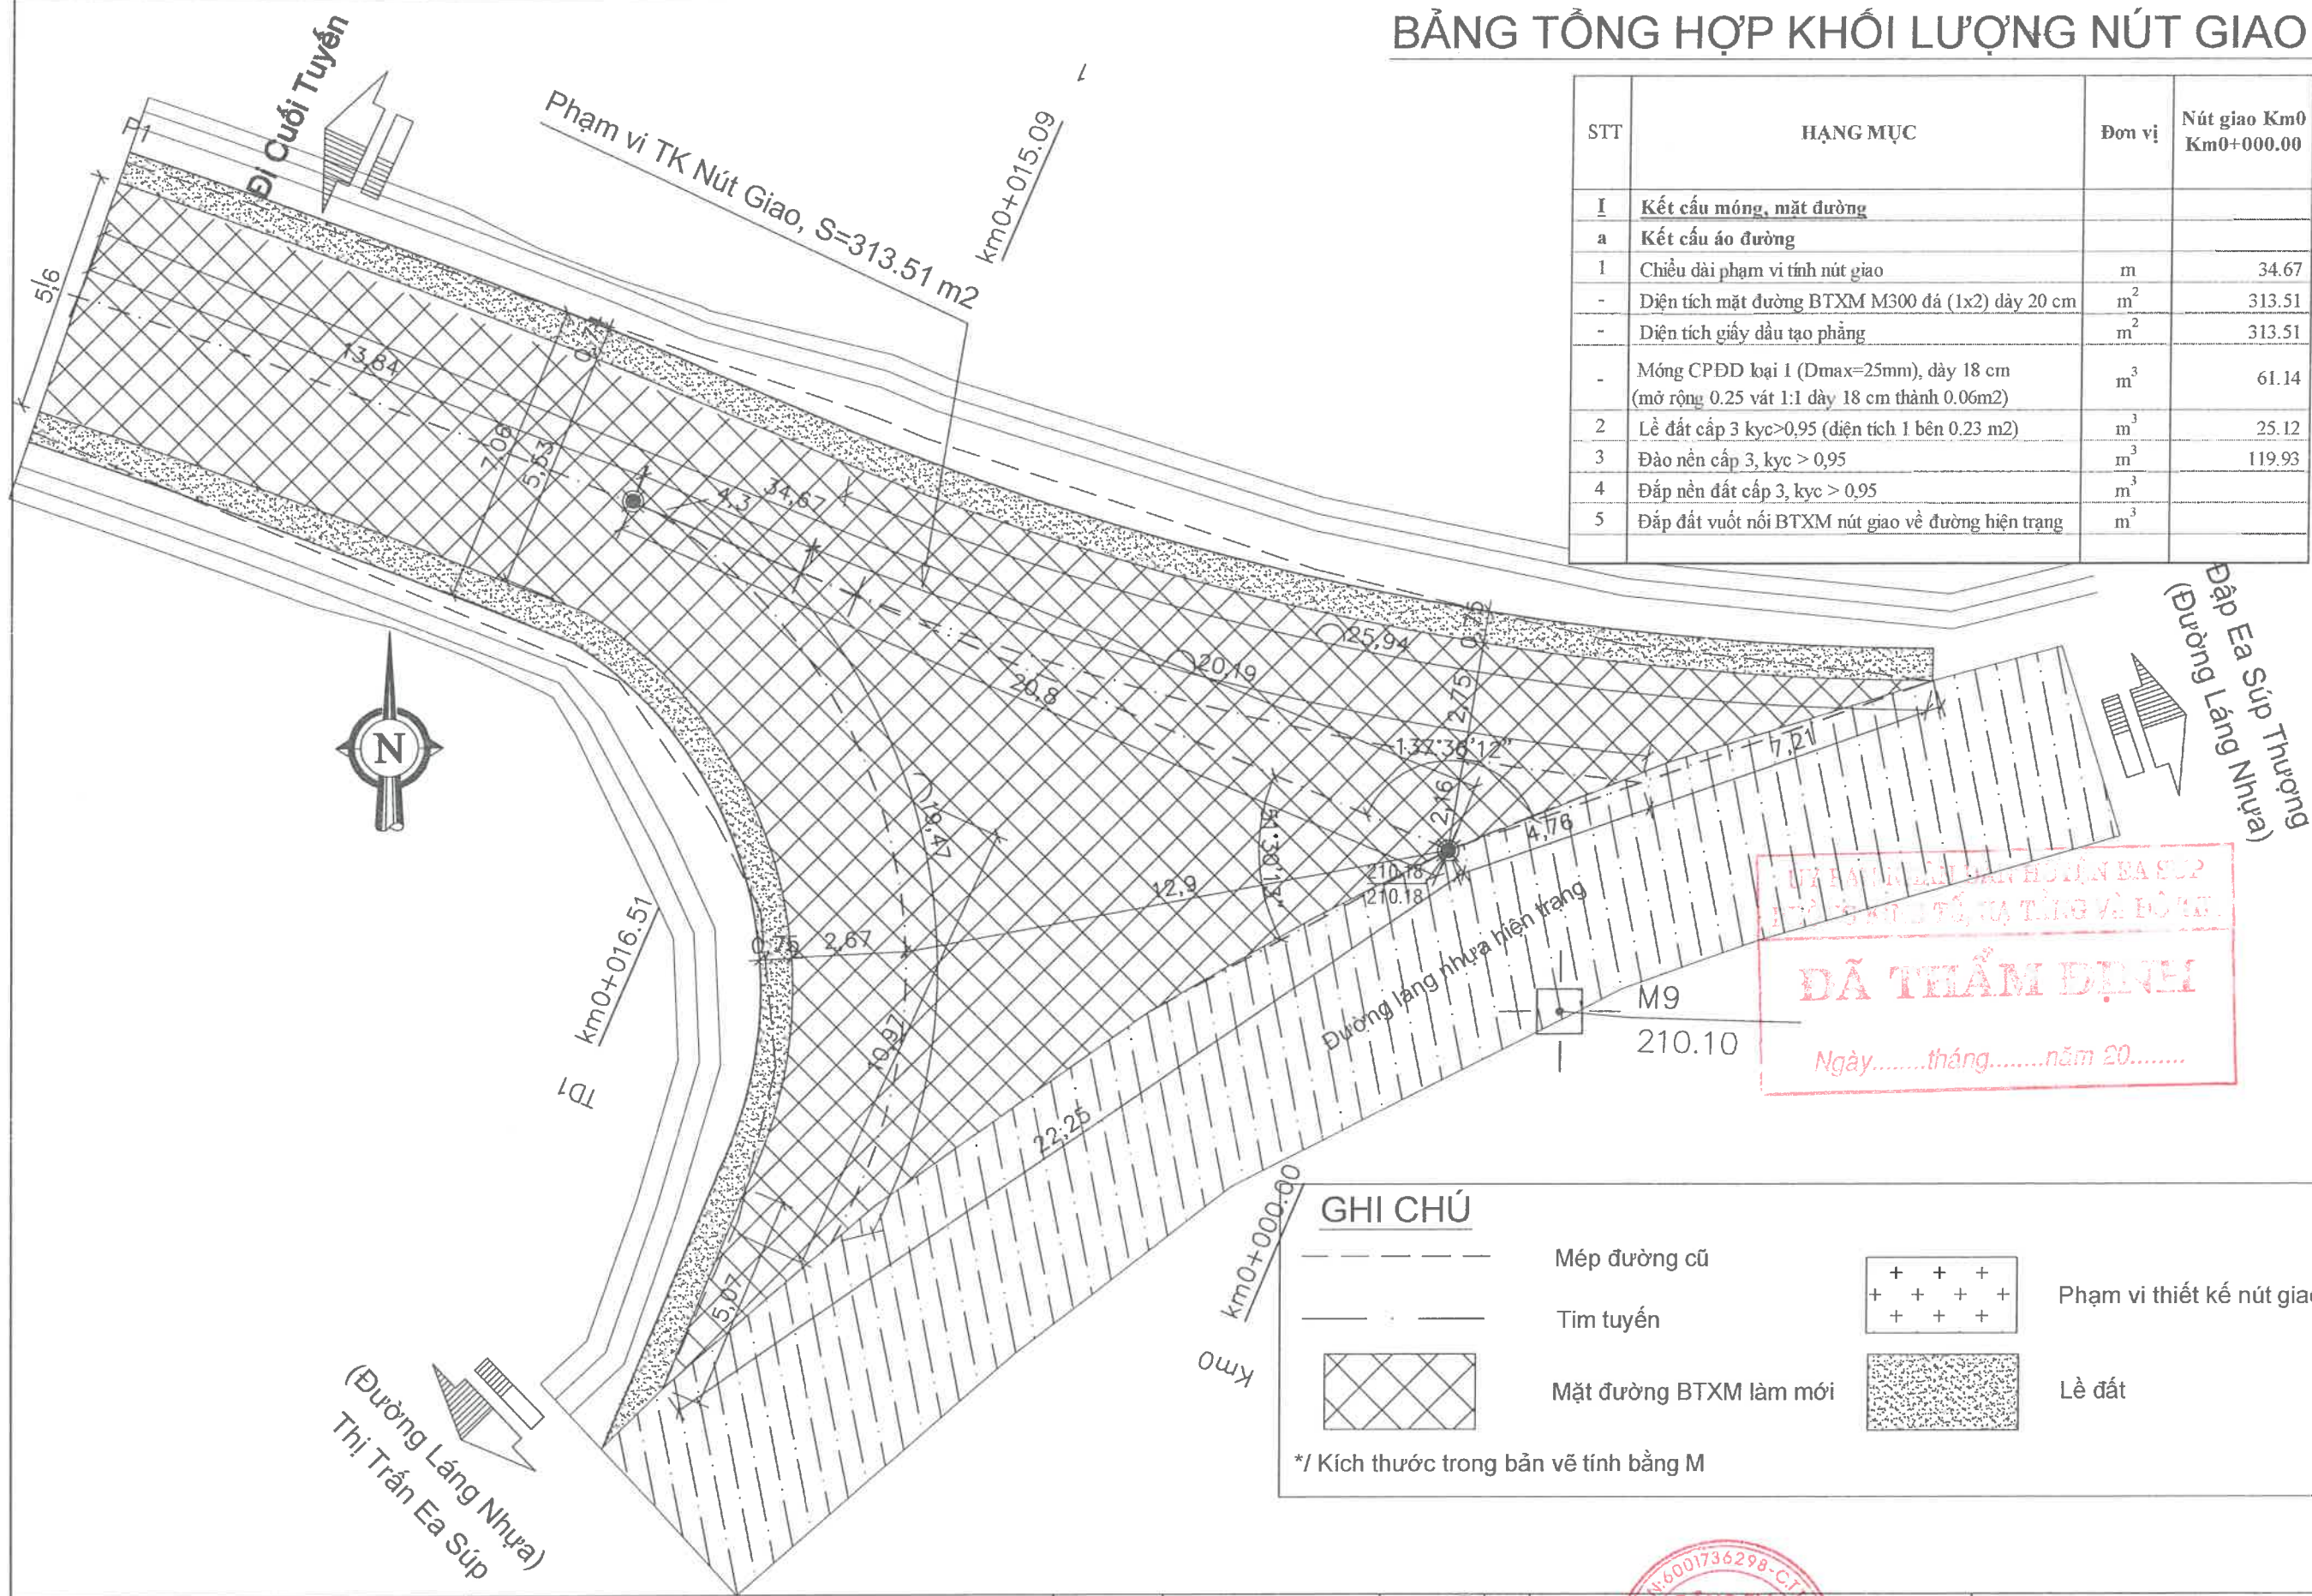 BẢNG TỔNG HỢP KHỐI LƯỢNG NÚT GIAO
STT HẠNG MỤC Đơn vị Nút giao Km0 Km0+000.00
I Kết cấu móng, mặt đường
a Kết cấu áo đường
1 Chiều dài phạm vi tính nút giao m 34.67
- Diện tích mặt đường BTXM M300 đá (1x2) dày 20 cm m² 313.51
- Diện tích giấy dầu tạo phẳng m² 313.51
- Móng CPĐD loại 1 (Dmax=25mm), dày 18 cm
(mở rộng 0.25 vát 1:1 dày 18 cm thành 0.06m2) m³ 61.14
2 Lề đất cấp 3 kyc>0,95 (diện tích 1 bên 0.23 m2) m³ 25.12
3 Đào nền cấp 3, kyc > 0,95 m³ 119.93
4 Đắp nền đất cấp 3, kyc > 0,95 m³
5 Đắp đất vuốt nối BTXM nút giao về đường hiện trạng m³
Đi Cuối Tuyến
P1
Phạm vi TK Nút Giao, S=313.51 m2
km0+015.09
1
5,6
13,84
7,06
5,53
4,3
34,67
25,94
20,19
20,8
0,75
2,75
2,16
137°36'12"
7,21
4,76
51°30'13"
210.18
210.18
12,9
19,47
0,75
2,67
10,97
22,25
5,07
Đường láng nhựa hiện trạng
Đập Ea Súp Thượng
(Đường Láng Nhựa)
N
km0+016.51
TD1
M9
210.10
ĐÃ THẨM ĐỊNH
Ngày........tháng........năm 20........
km0+000.00
Km0
(Đường Láng Nhựa)
Thị Trấn Ea Súp
GHI CHÚ
Mép đường cũ
Tim tuyến
Phạm vi thiết kế nút giao
Mặt đường BTXM làm mới
Lề đất
*/ Kích thước trong bản vẽ tính bằng M
N:6001736298-C.T